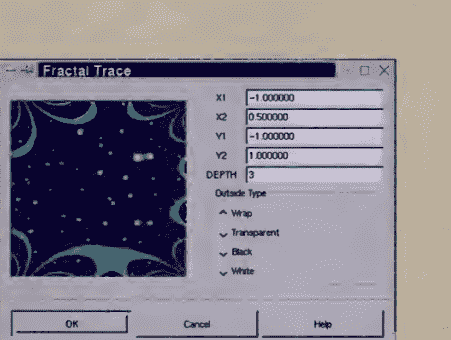 Fractal Trace
X1 -1.000000
X2 0.500000
Y1 -1.000000
Y2 1.000000
DEPTH 3
Outside Type
Wrap
Transparent
Black
White
OK Cancel Help